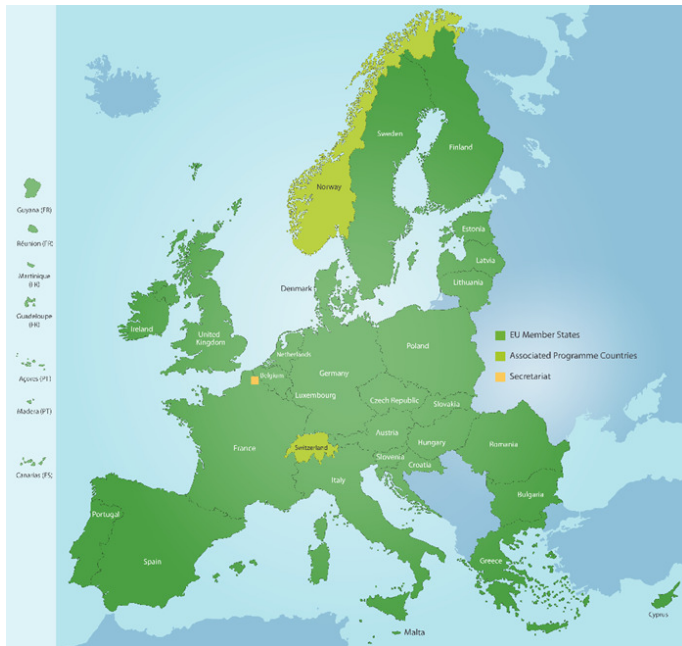 Guyana (FR)
Réunion (FR)
Martinique
(FR)
Guadeloupe
(FR)
Açores (PT)
Madera (PT)
Canarias (ES)
Sweden
Finland
Norway
Estonia
Latvia
Lithuania
Denmark
Ireland
United
Kingdom
Netherlands
Belgium
Germany
Poland
Luxembourg
Czech Republic
Slovakia
Austria
Hungary
Romania
France
Switzerland
Slovenia
Croatia
Italy
Bulgaria
Portugal
Spain
Greece
Malta
Cyprus
EU Member States
Associated Programme Countries
Secretariat